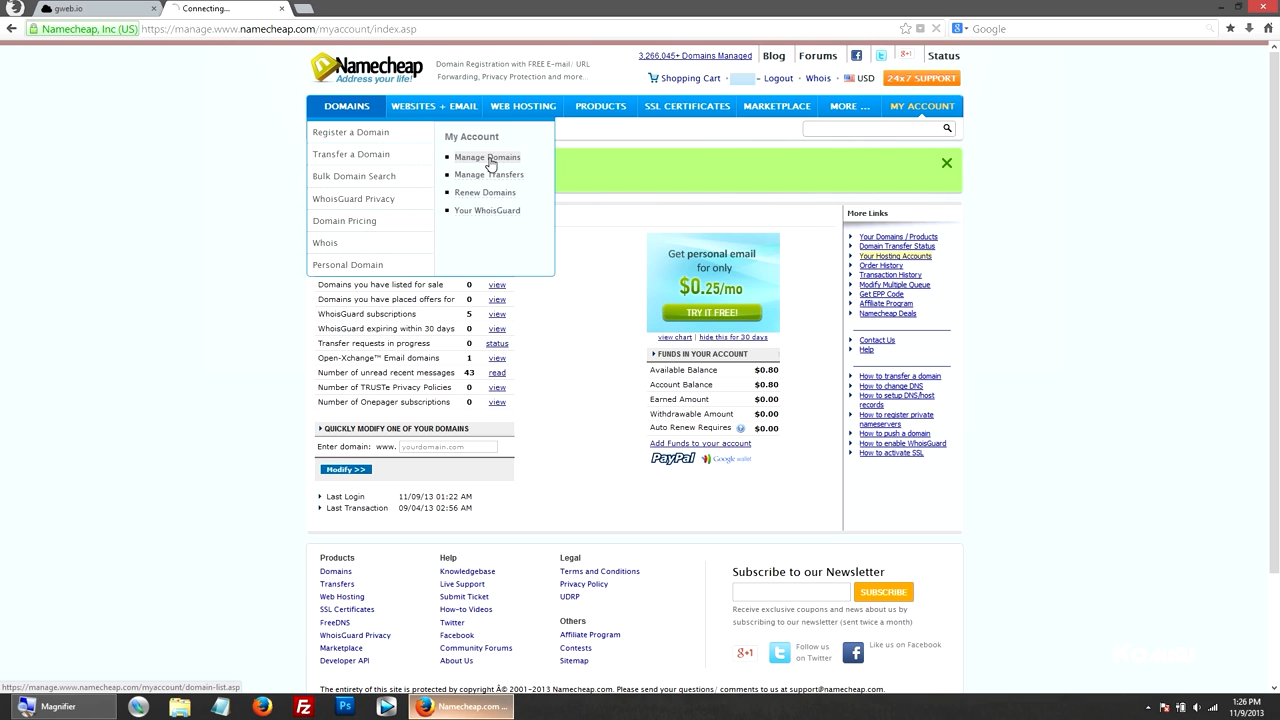 gweb.io
Connecting...
Namecheap, Inc (US)
https://manage.www.namecheap.com/myaccount/index.asp
Google
Namecheap
Address your life!
Domain Registration with FREE E-mail/ URL
Forwarding, Privacy Protection and more...
3,266,045+ Domains Managed
Blog
Forums
g+1
Status
Shopping Cart
- Logout
Whois
USD
24x7 SUPPORT
DOMAINS
WEBSITES + EMAIL
WEB HOSTING
PRODUCTS
SSL CERTIFICATES
MARKETPLACE
MORE ...
MY ACCOUNT
Register a Domain
Transfer a Domain
Bulk Domain Search
WhoisGuard Privacy
Domain Pricing
Whois
Personal Domain
My Account
Manage Domains
Manage Transfers
Renew Domains
Your WhoisGuard
Domains you have listed for sale 0 view
Domains you have placed offers for 0 view
WhoisGuard subscriptions 5 view
WhoisGuard expiring within 30 days 0 view
Transfer requests in progress 0 status
Open-Xchange™ Email domains 1 view
Number of unread recent messages 43 read
Number of TRUSTe Privacy Policies 0 view
Number of Onepager subscriptions 0 view
QUICKLY MODIFY ONE OF YOUR DOMAINS
Enter domain: www. yourdomain.com
Modify >>
Last Login 11/09/13 01:22 AM
Last Transaction 09/04/13 02:56 AM
Get personal email
for only
$0.25/mo
TRY IT FREE!
view chart | hide this for 30 days
FUNDS IN YOUR ACCOUNT
Available Balance $0.80
Account Balance $0.80
Earned Amount $0.00
Withdrawable Amount $0.00
Auto Renew Requires $0.00
Add Funds to your account
PayPal Google wallet
More Links
Your Domains / Products
Domain Transfer Status
Your Hosting Accounts
Order History
Transaction History
Modify Multiple Queue
Get EPP Code
Affiliate Program
Namecheap Deals
Contact Us
Help
How to transfer a domain
How to change DNS
How to setup DNS/host
records
How to register private
nameservers
How to push a domain
How to enable WhoisGuard
How to activate SSL
Products
Domains
Transfers
Web Hosting
SSL Certificates
FreeDNS
WhoisGuard Privacy
Marketplace
Developer API
Help
Knowledgebase
Live Support
Submit Ticket
How-to Videos
Twitter
Facebook
Community Forums
About Us
Legal
Terms and Conditions
Privacy Policy
UDRP
Others
Affiliate Program
Contests
Sitemap
Subscribe to our Newsletter
SUBSCRIBE
Receive exclusive coupons and news about us by
subscribing to our newsletter (sent twice a month)
g+1
Follow us
on Twitter
Like us on Facebook
The entirety of this site is protected by copyright Â© 2001-2013 Namecheap.com. Please send your questions/ comments to us at support@namecheap.com.
https://manage.www.namecheap.com/myaccount/domain-list.asp
Magnifier
Namecheap.com ...
1:26 PM
11/9/2013